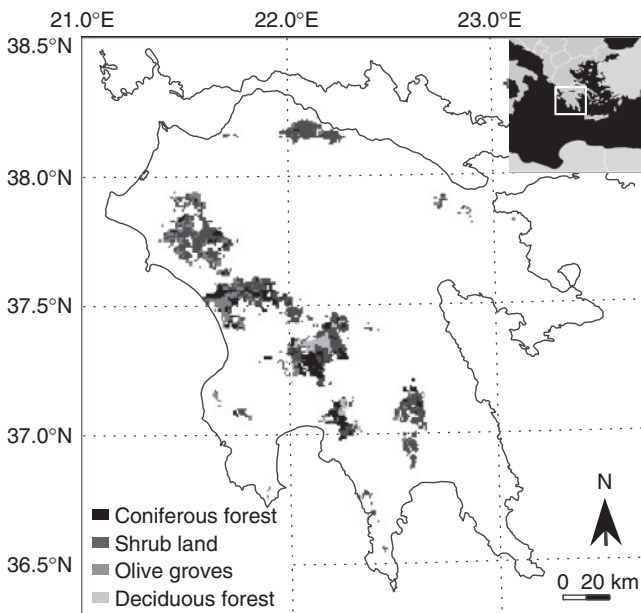 21.0°E 22.0°E 23.0°E
38.5°N
38.0°N
37.5°N
37.0°N
36.5°N
Coniferous forest
Shrub land
Olive groves
Deciduous forest
N
0 20 km